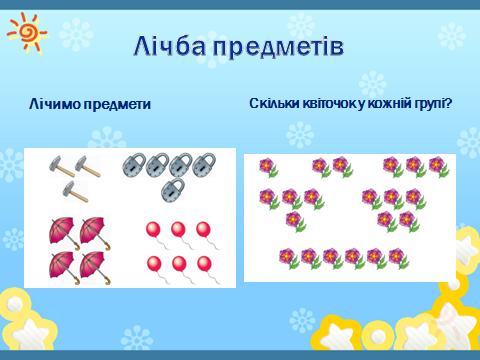 Лічба предметів
Лічимо предмети
Скільки квіточок у кожній групі?